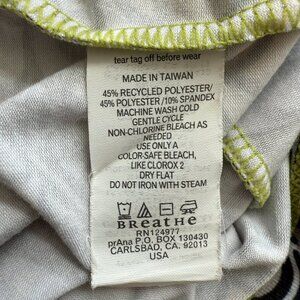 tear tag off before wear
MADE IN TAIWAN
45% RECYCLED POLYESTER/
45% POLYESTER/10% SPANDEX
MACHINE WASH COLD
GENTLE CYCLE
NON-CHLORINE BLEACH AS
NEEDED
USE ONLY A
COLOR-SAFE BLEACH,
LIKE CLOROX 2
DRY FLAT
DO NOT IRON WITH STEAM
BREATHE
RN124977
prAna P.O. BOX 130430
CARLSBAD, CA. 92013
USA